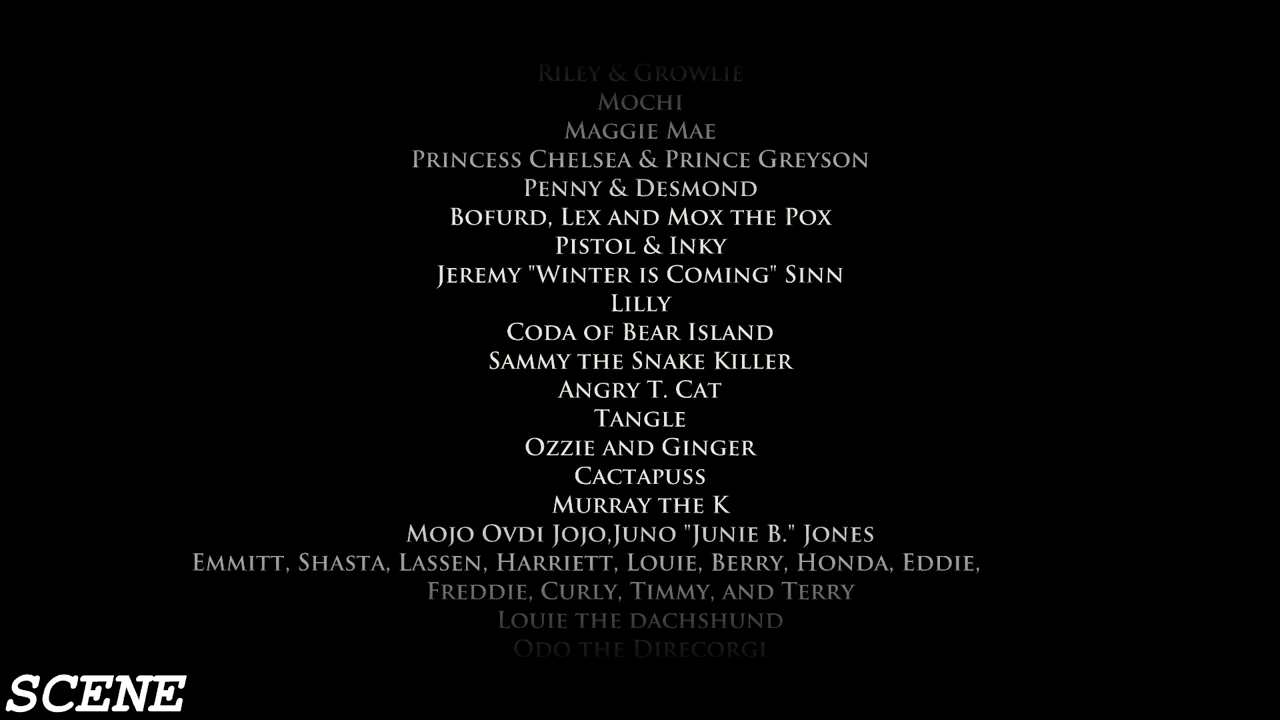 Riley & Growlie
Mochi
Maggie Mae
Princess Chelsea & Prince Greyson
Penny & Desmond
Bofurd, Lex and Mox the Pox
Pistol & Inky
Jeremy "Winter is Coming" Sinn
Lilly
Coda of Bear Island
Sammy the Snake Killer
Angry T. Cat
Tangle
Ozzie and Ginger
Cactapuss
Murray the K
Mojo Ovdi Jojo,Juno "Junie B." Jones
Emmitt, Shasta, Lassen, Harriett, Louie, Berry, Honda, Eddie,
Freddie, Curly, Timmy, and Terry
Louie the dachshund
Odo the Direcorgi
SCENE